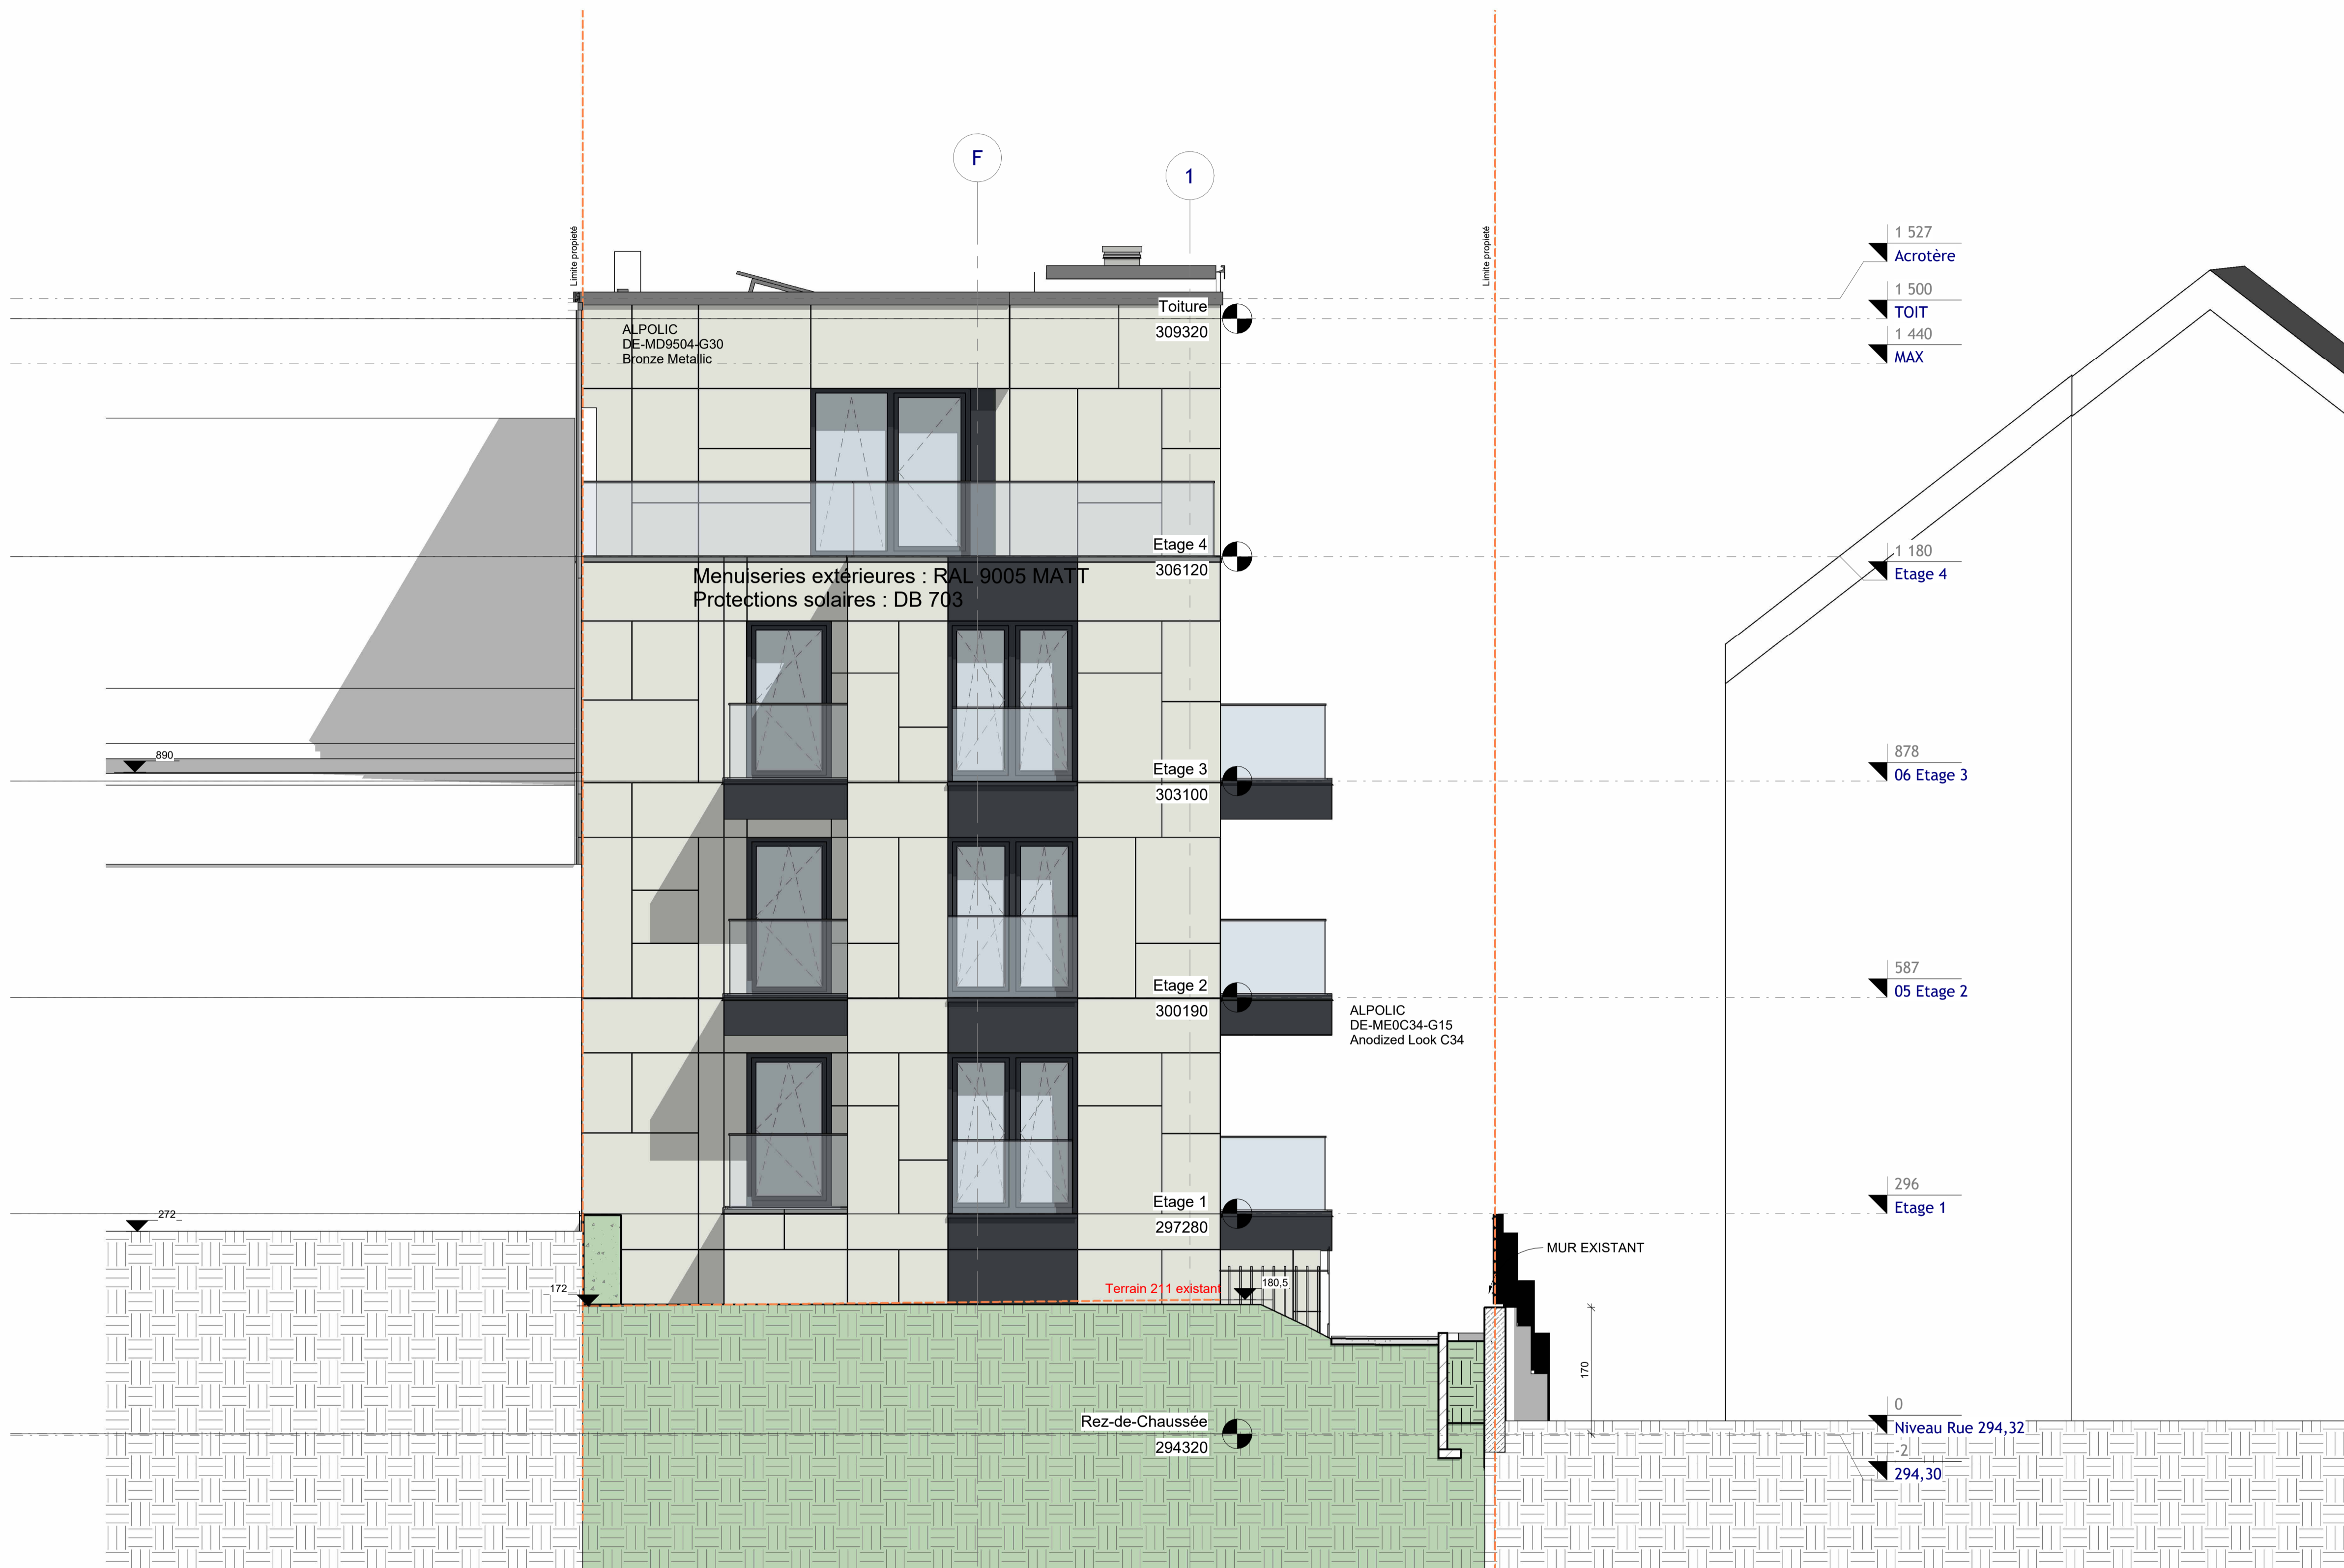 F
1
Limite propieté
Limite propieté
1 527
Acrotère
1 500
TOIT
1 440
MAX
Toiture
309320
ALPOLIC
DE-MD9504-G30
Bronze Metallic
Etage 4
306120
1 180
Etage 4
Menuiseries extérieures : RAL 9005 MATT
Protections solaires : DB 703
890
Etage 3
303100
878
06 Etage 3
Etage 2
300190
587
05 Etage 2
ALPOLIC
DE-ME0C34-G15
Anodized Look C34
Etage 1
297280
296
Etage 1
272
MUR EXISTANT
172
Terrain 211 existant
180,5
170
Rez-de-Chaussée
294320
0
Niveau Rue 294,32
-2
294,30